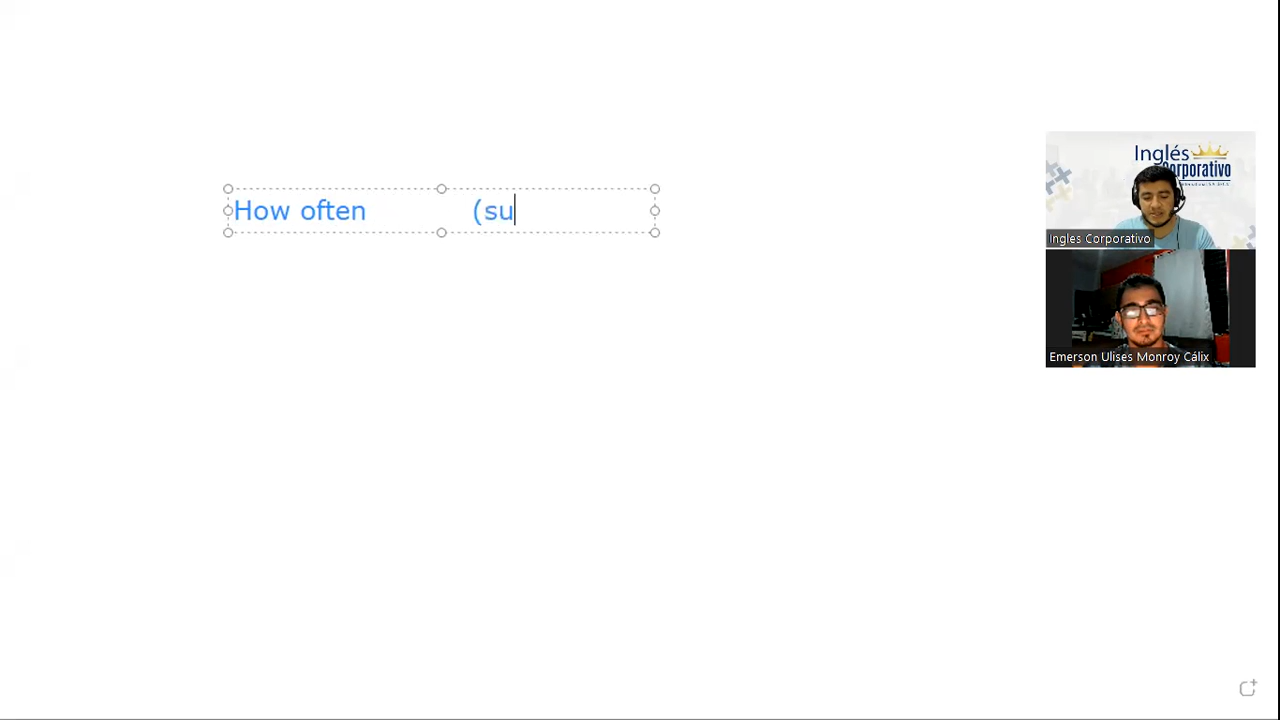 How often (su
Inglés
Corporativo
Ingles Corporativo
Emerson Ulises Monroy Cálix